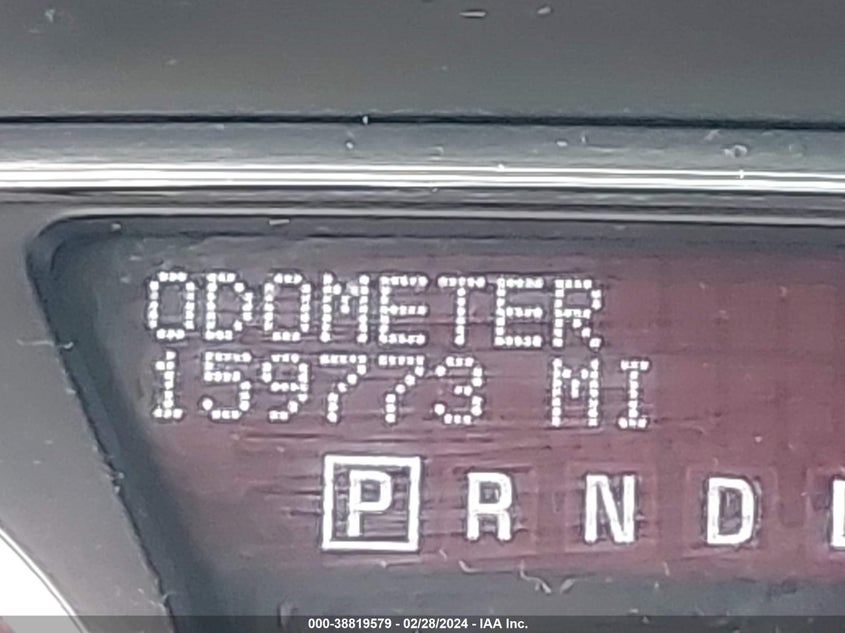 ODOMETER
159773 MI
P R N D
000-38819579 - 02/28/2024 - IAA Inc.